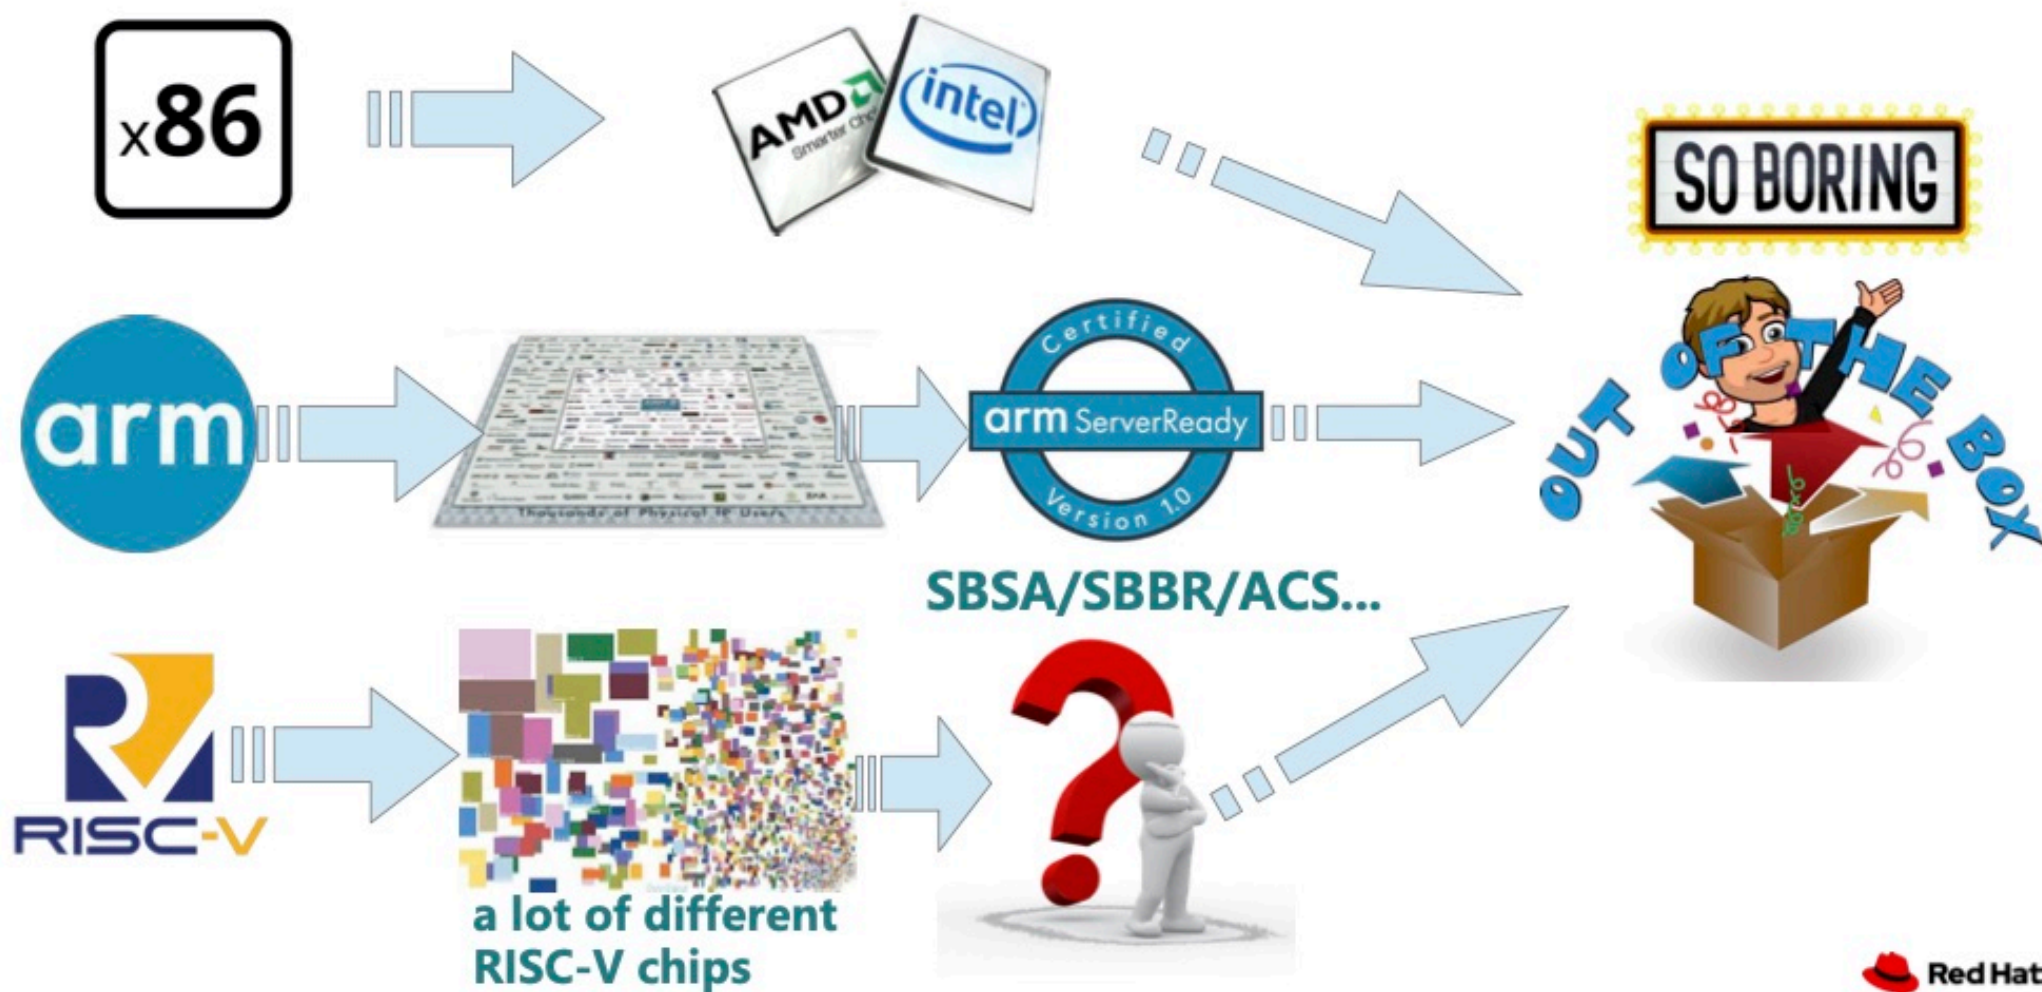 x86
AMD
Smarter
intel
SO BORING
arm
Thousands of Physical IP Users
Certified
arm ServerReady
Version 1.0
OUT OF THE BOX
SBSA/SBBR/ACS...
RISC-V
a lot of different
RISC-V chips
Red Hat